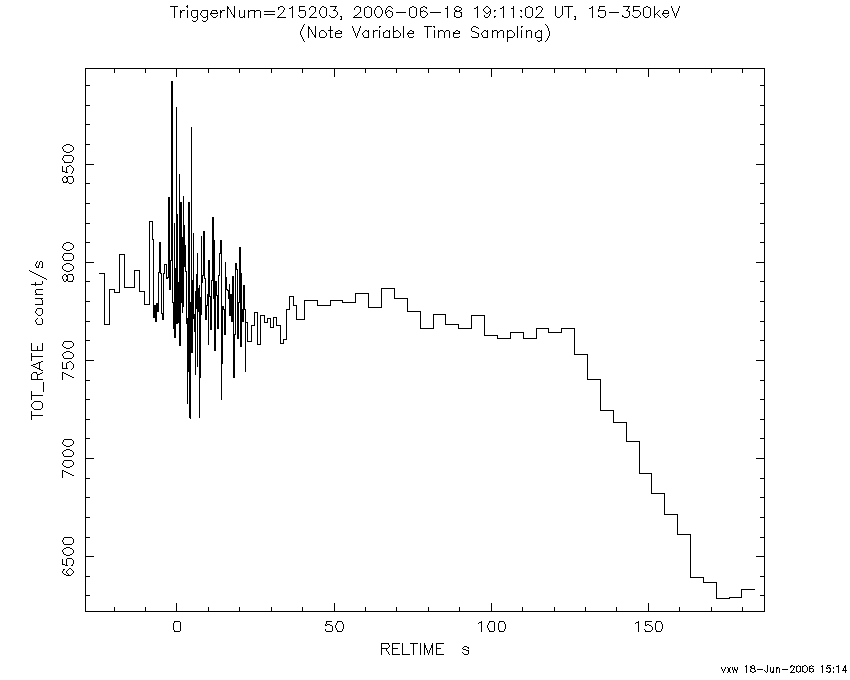 TriggerNum=215203, 2006-06-18 19:11:02 UT, 15-350keV
(Note Variable Time Sampling)
8500
8000
7500
7000
6500
TOT_RATE count/s
0 50 100 150
RELTIME s
vxw 18-Jun-2006 15:14